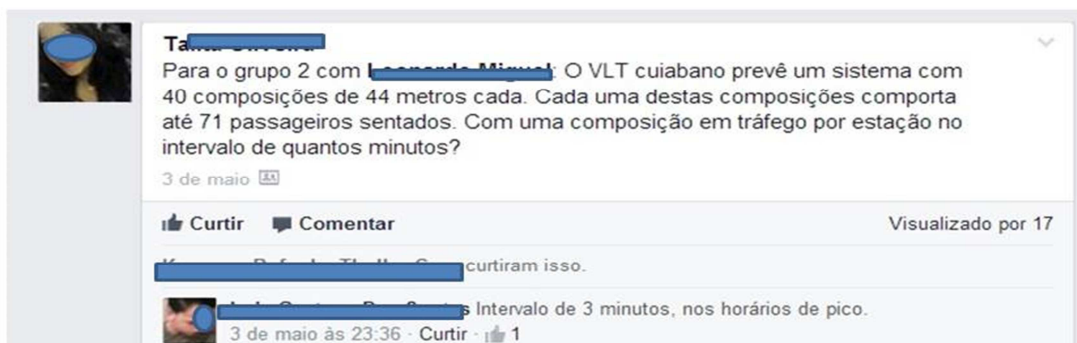 Para o grupo 2 com : O VLT cuiabano prevê um sistema com
40 composições de 44 metros cada. Cada uma destas composições comporta
até 71 passageiros sentados. Com uma composição em tráfego por estação no
intervalo de quantos minutos?
3 de maio
Curtir Comentar Visualizado por 17
curtiram isso.
Intervalo de 3 minutos, nos horários de pico.
3 de maio às 23:36 · Curtir · 1